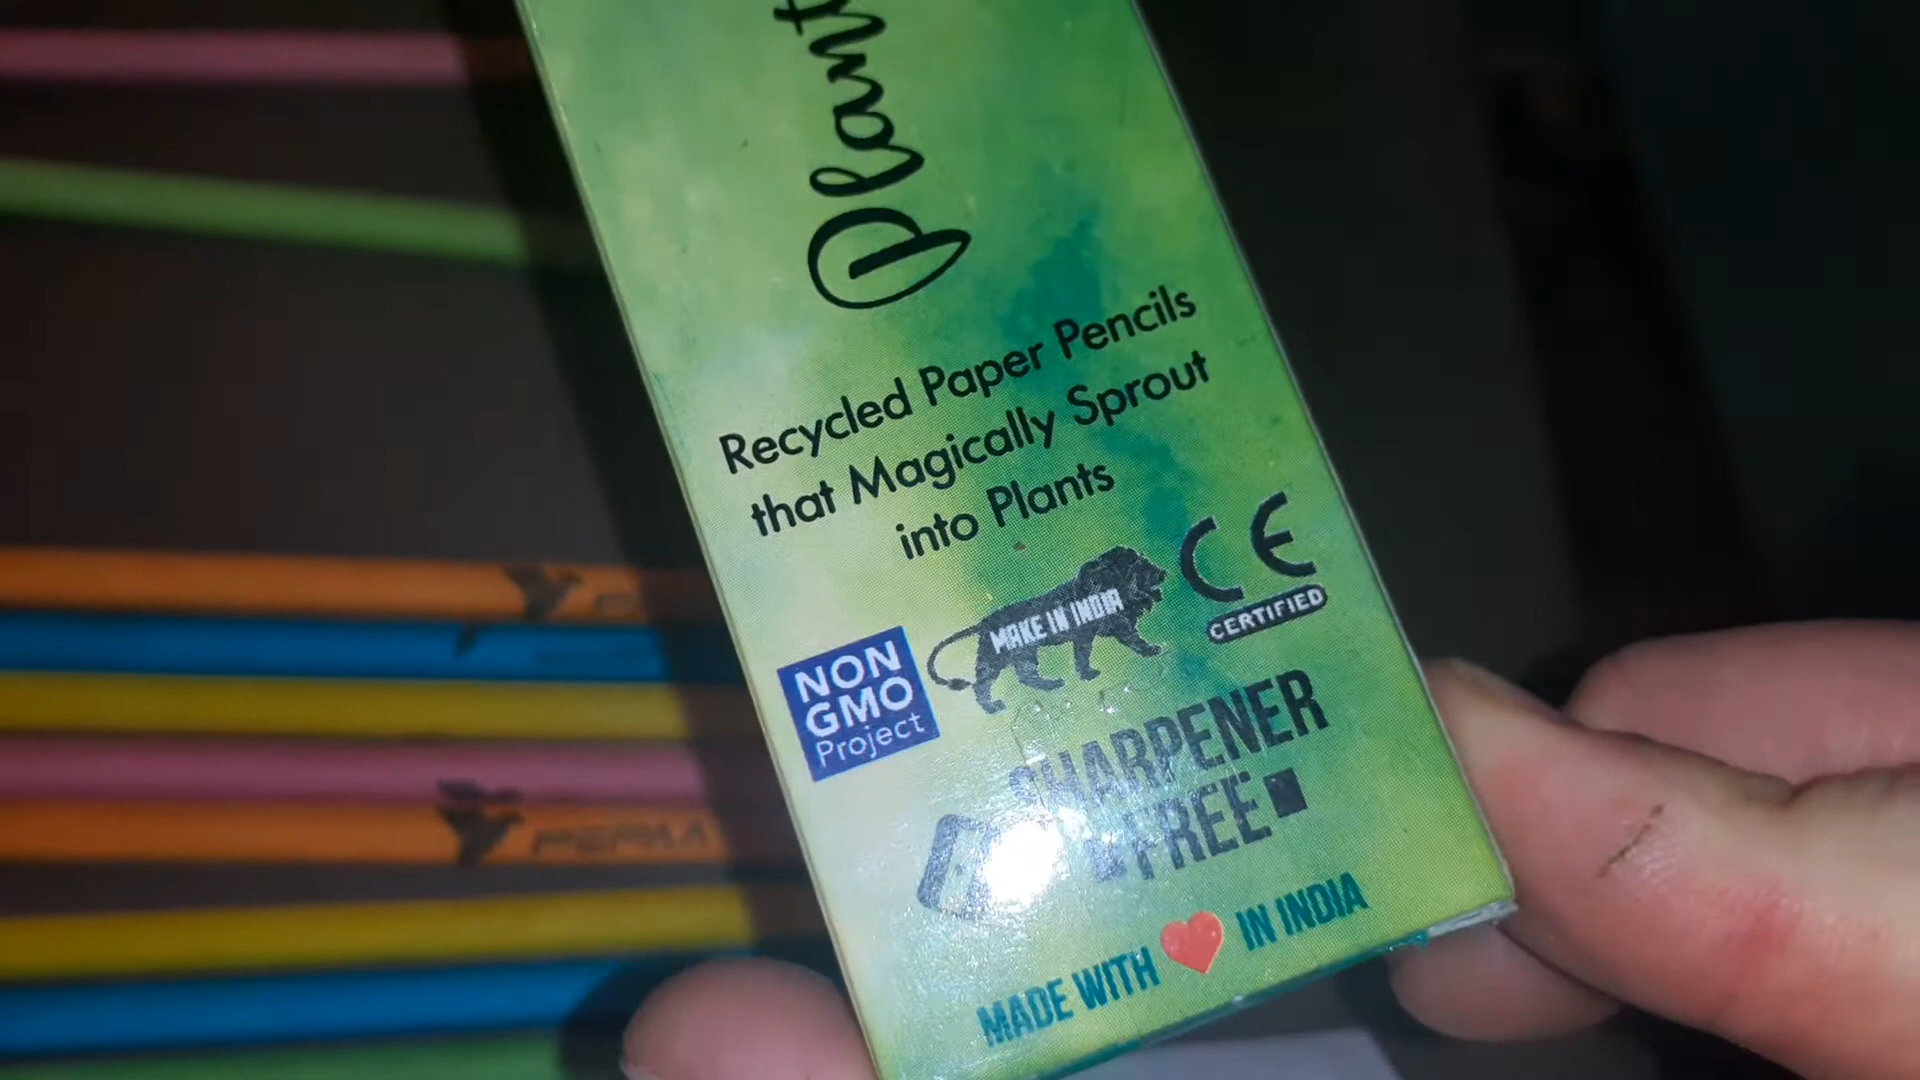 Plant
Recycled Paper Pencils
that Magically Sprout
into Plants
MAKE IN INDIA
CE
CERTIFIED
NON
GMO
Project
SHARPENER
FREE
MADE WITH ❤ IN INDIA